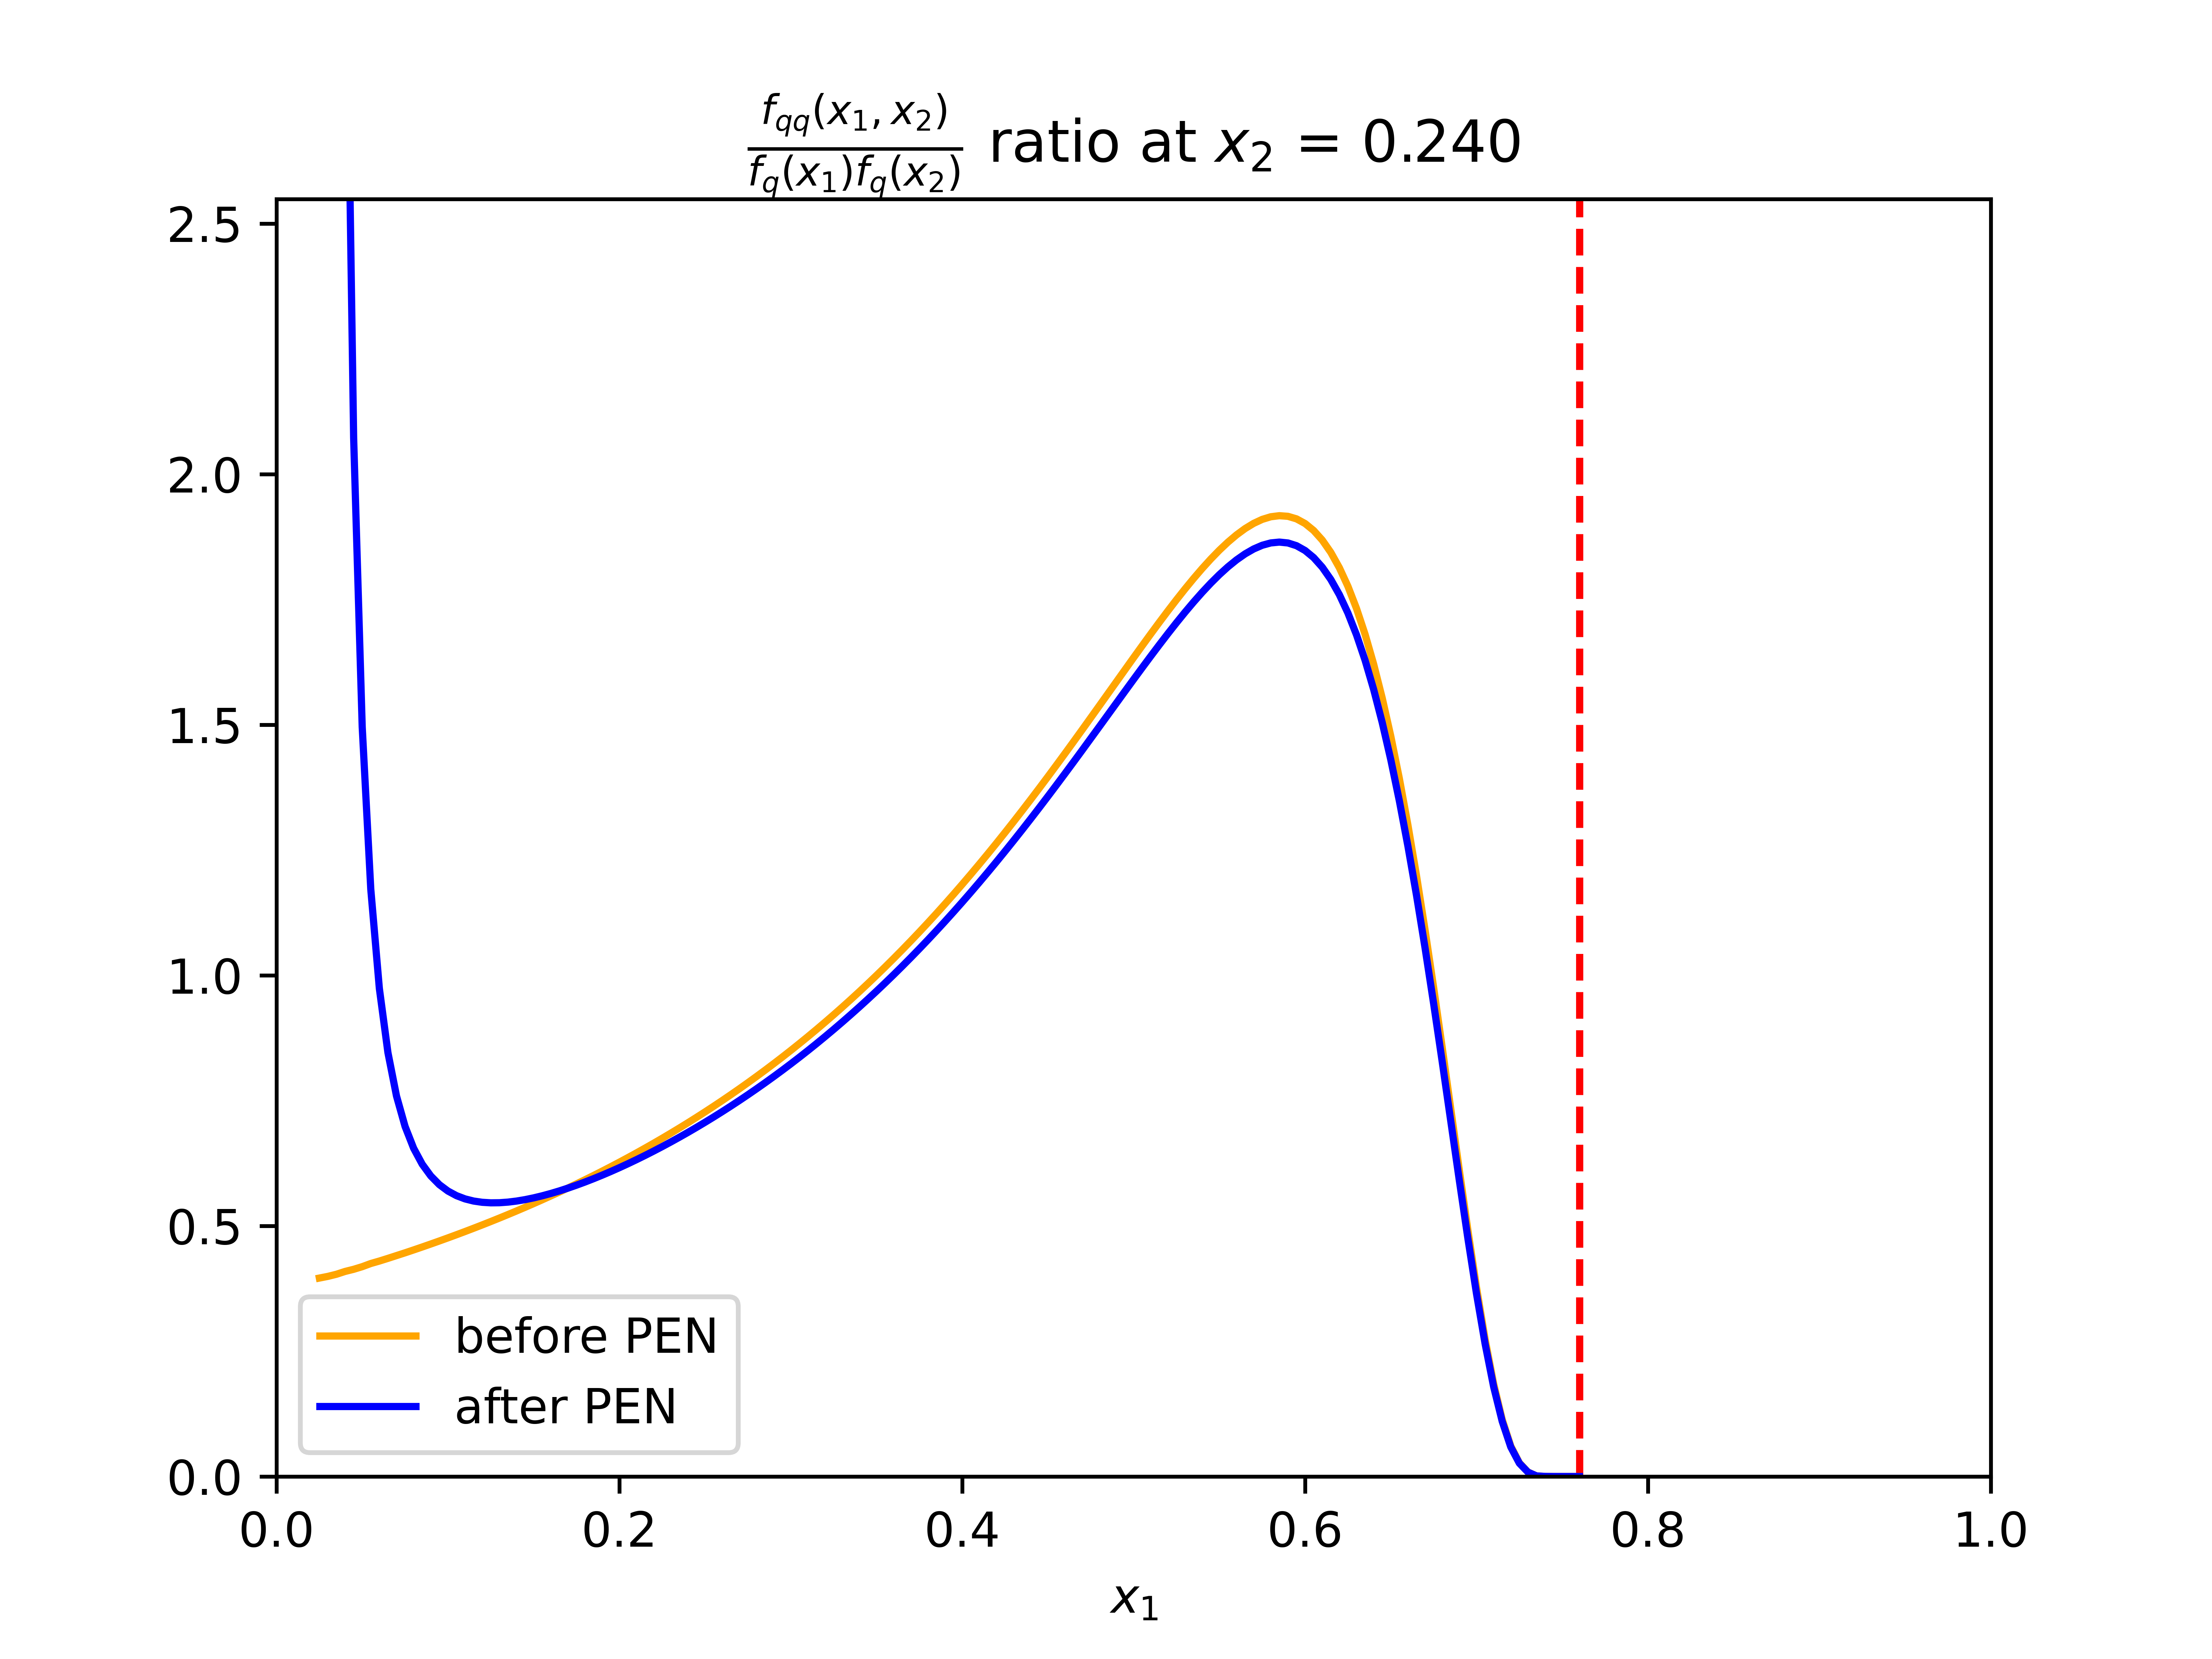 f_{qq}(x_1, x_2) / f_q(x_1)f_q(x_2) ratio at x_2 = 0.240
2.5
2.0
1.5
1.0
0.5
0.0
before PEN
after PEN
0.0 0.2 0.4 0.6 0.8 1.0
x_1